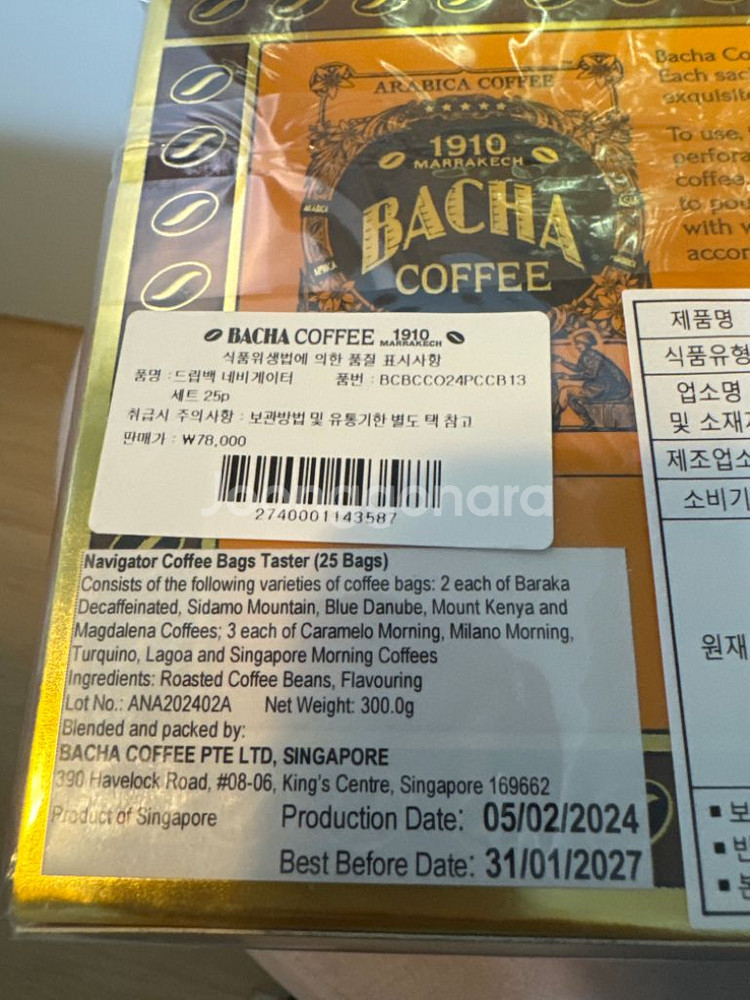 ARABICA COFFEE
1910
MARRAKECH
BACHA
COFFEE
Bacha Co
Each sac
exquisite
To use,
perfora
coffee.
to pou
with w
accor
BACHA COFFEE 1910
MARRAKECH
식품위생법에 의한 품질 표시사항
품명 : 드립백 네비게이터 품번 : BCBCCO24PCCB13
세트 25p
취급시 주의사항 : 보관방법 및 유통기한 별도 택 참고
판매가 : ₩78,000
2740001143587
joonggonara
Navigator Coffee Bags Taster (25 Bags)
Consists of the following varieties of coffee bags: 2 each of Baraka
Decaffeinated, Sidamo Mountain, Blue Danube, Mount Kenya and
Magdalena Coffees; 3 each of Caramelo Morning, Milano Morning,
Turquino, Lagoa and Singapore Morning Coffees
Ingredients: Roasted Coffee Beans, Flavouring
Lot No.: ANA202402A Net Weight: 300.0g
Blended and packed by:
BACHA COFFEE PTE LTD, SINGAPORE
390 Havelock Road, #08-06, King's Centre, Singapore 169662
Product of Singapore Production Date: 05/02/2024
Best Before Date: 31/01/2027
제품명
식품유형
업소명
및 소재지
제조업소
소비기
원재
■ 보
■ 반
■ 본